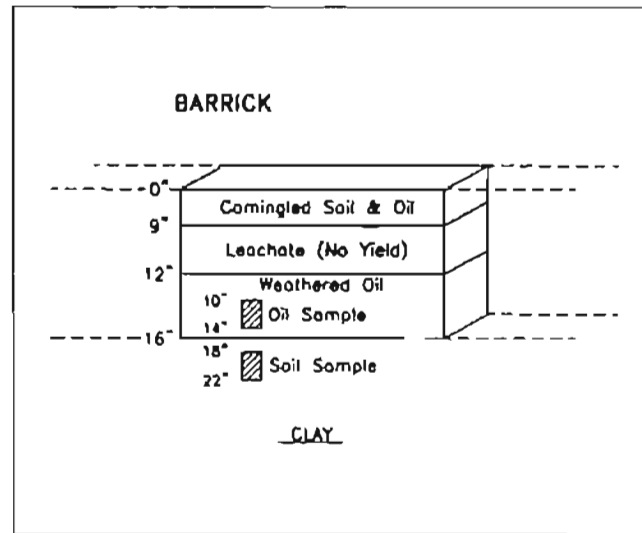 BARRICK
0"
Comingled Soil & Oil
9"
Leachate (No Yield)
12"
Weathered Oil
10"
Oil Sample
14"
16"
18"
Soil Sample
22"
CLAY